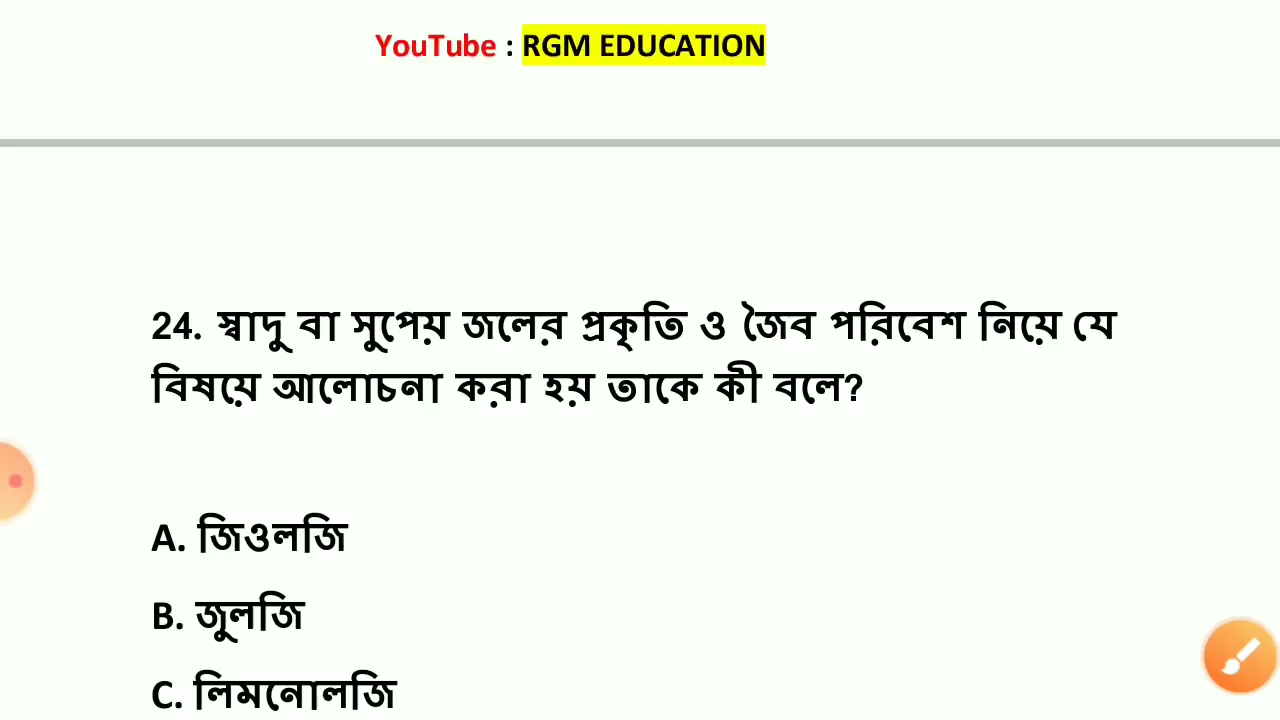 YouTube : RGM EDUCATION
24. স্বাদু বা সুপেয় জলের প্রকৃতি ও জৈব পরিবেশ নিয়ে যে
বিষয়ে আলোচনা করা হয় তাকে কী বলে?
A. জিওলজি
B. জুলজি
C. লিমনোলজি